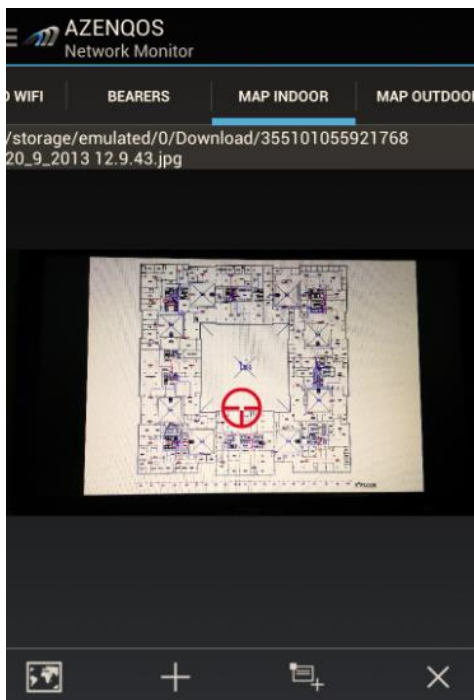 AZENQOS
Network Monitor
O WIFI BEARERS MAP INDOOR MAP OUTDOOR
/storage/emulated/0/Download/355101055921768
20_9_2013 12.9.43.jpg